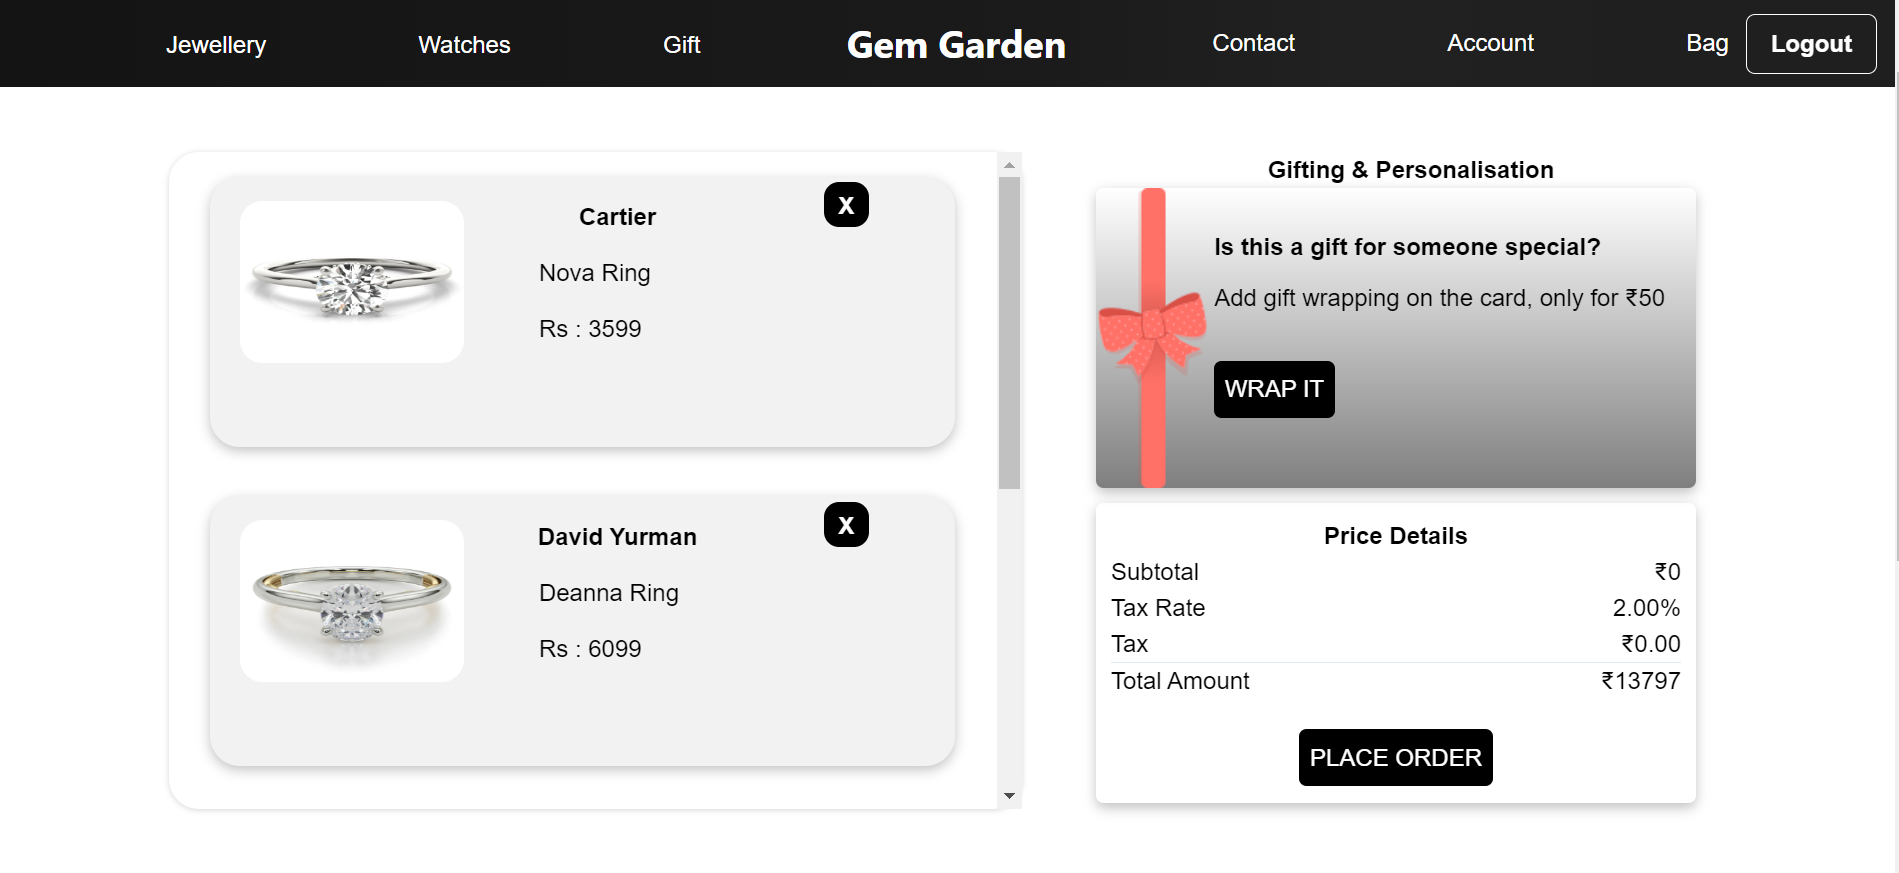 Jewellery
Watches
Gift
Gem Garden
Contact
Account
Bag
Logout
Cartier
X
Nova Ring
Rs : 3599
David Yurman
X
Deanna Ring
Rs : 6099
Gifting & Personalisation
Is this a gift for someone special?
Add gift wrapping on the card, only for ₹50
WRAP IT
Price Details
Subtotal ₹0
Tax Rate 2.00%
Tax ₹0.00
Total Amount ₹13797
PLACE ORDER